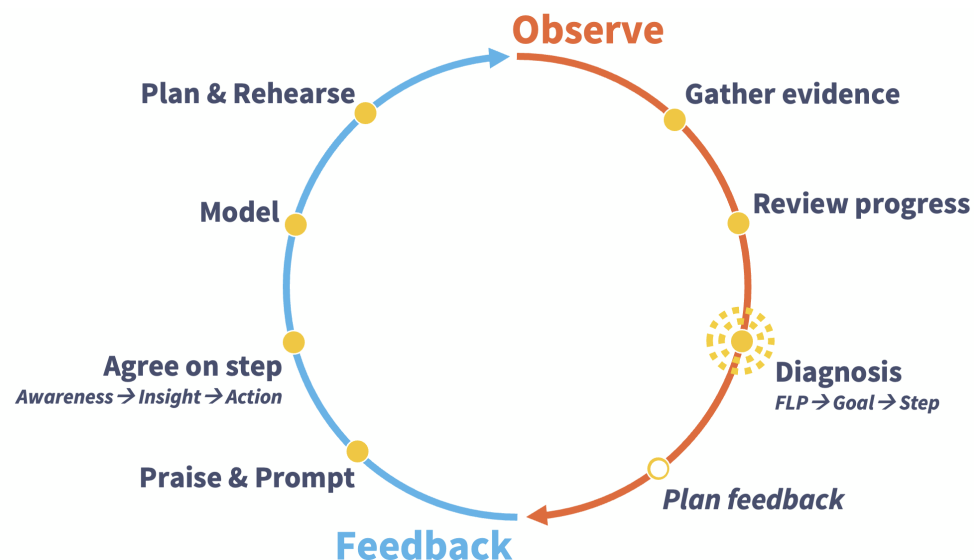 Observe
Gather evidence
Review progress
Diagnosis
FLP → Goal → Step
Plan feedback
Feedback
Praise & Prompt
Agree on step
Awareness → Insight → Action
Model
Plan & Rehearse